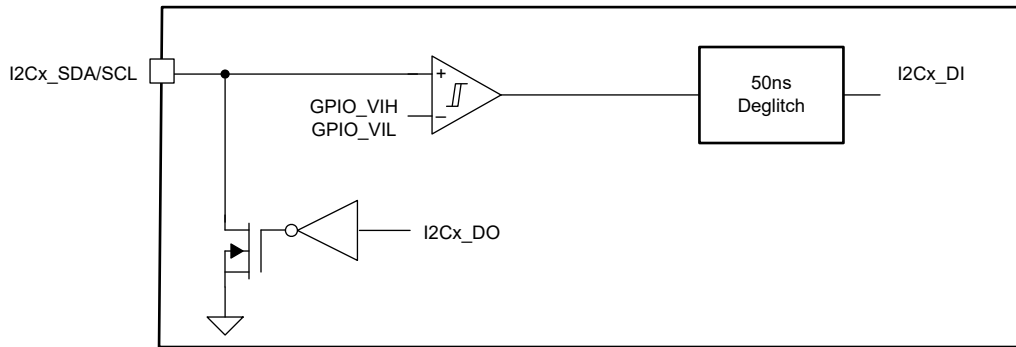 I2Cx_SDA/SCL
+
GPIO_VIH
−
GPIO_VIL
50ns
Deglitch
I2Cx_DI
I2Cx_DO